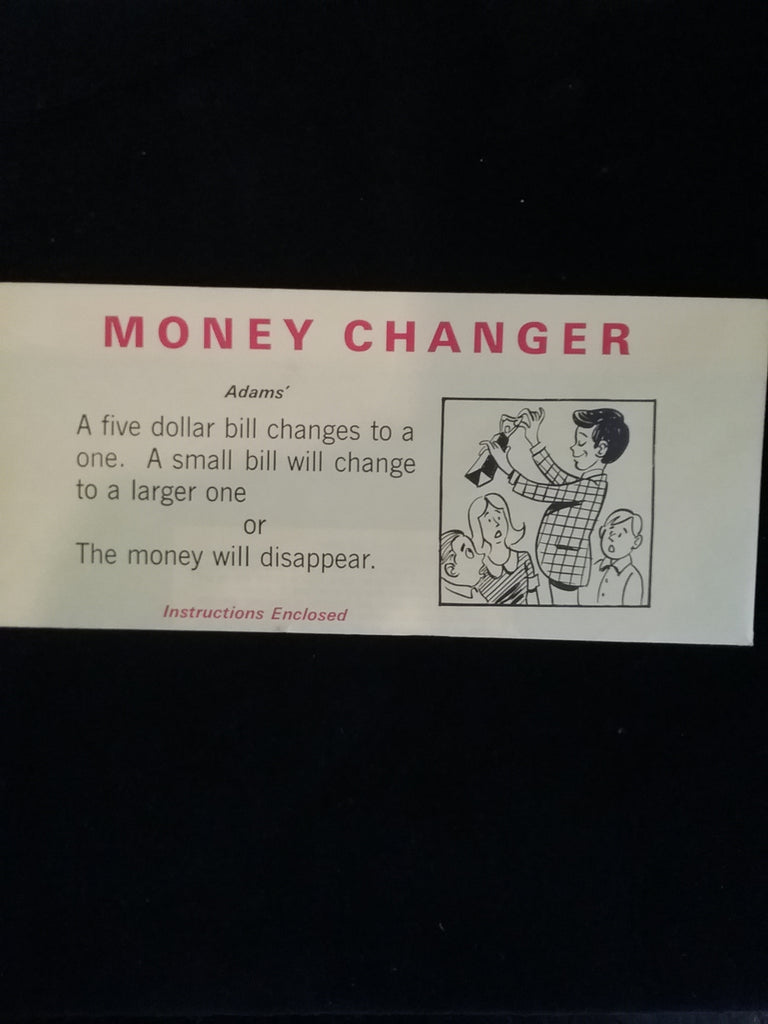 MONEY CHANGER
Adams'
A five dollar bill changes to a
one. A small bill will change
to a larger one
or
The money will disappear.
Instructions Enclosed